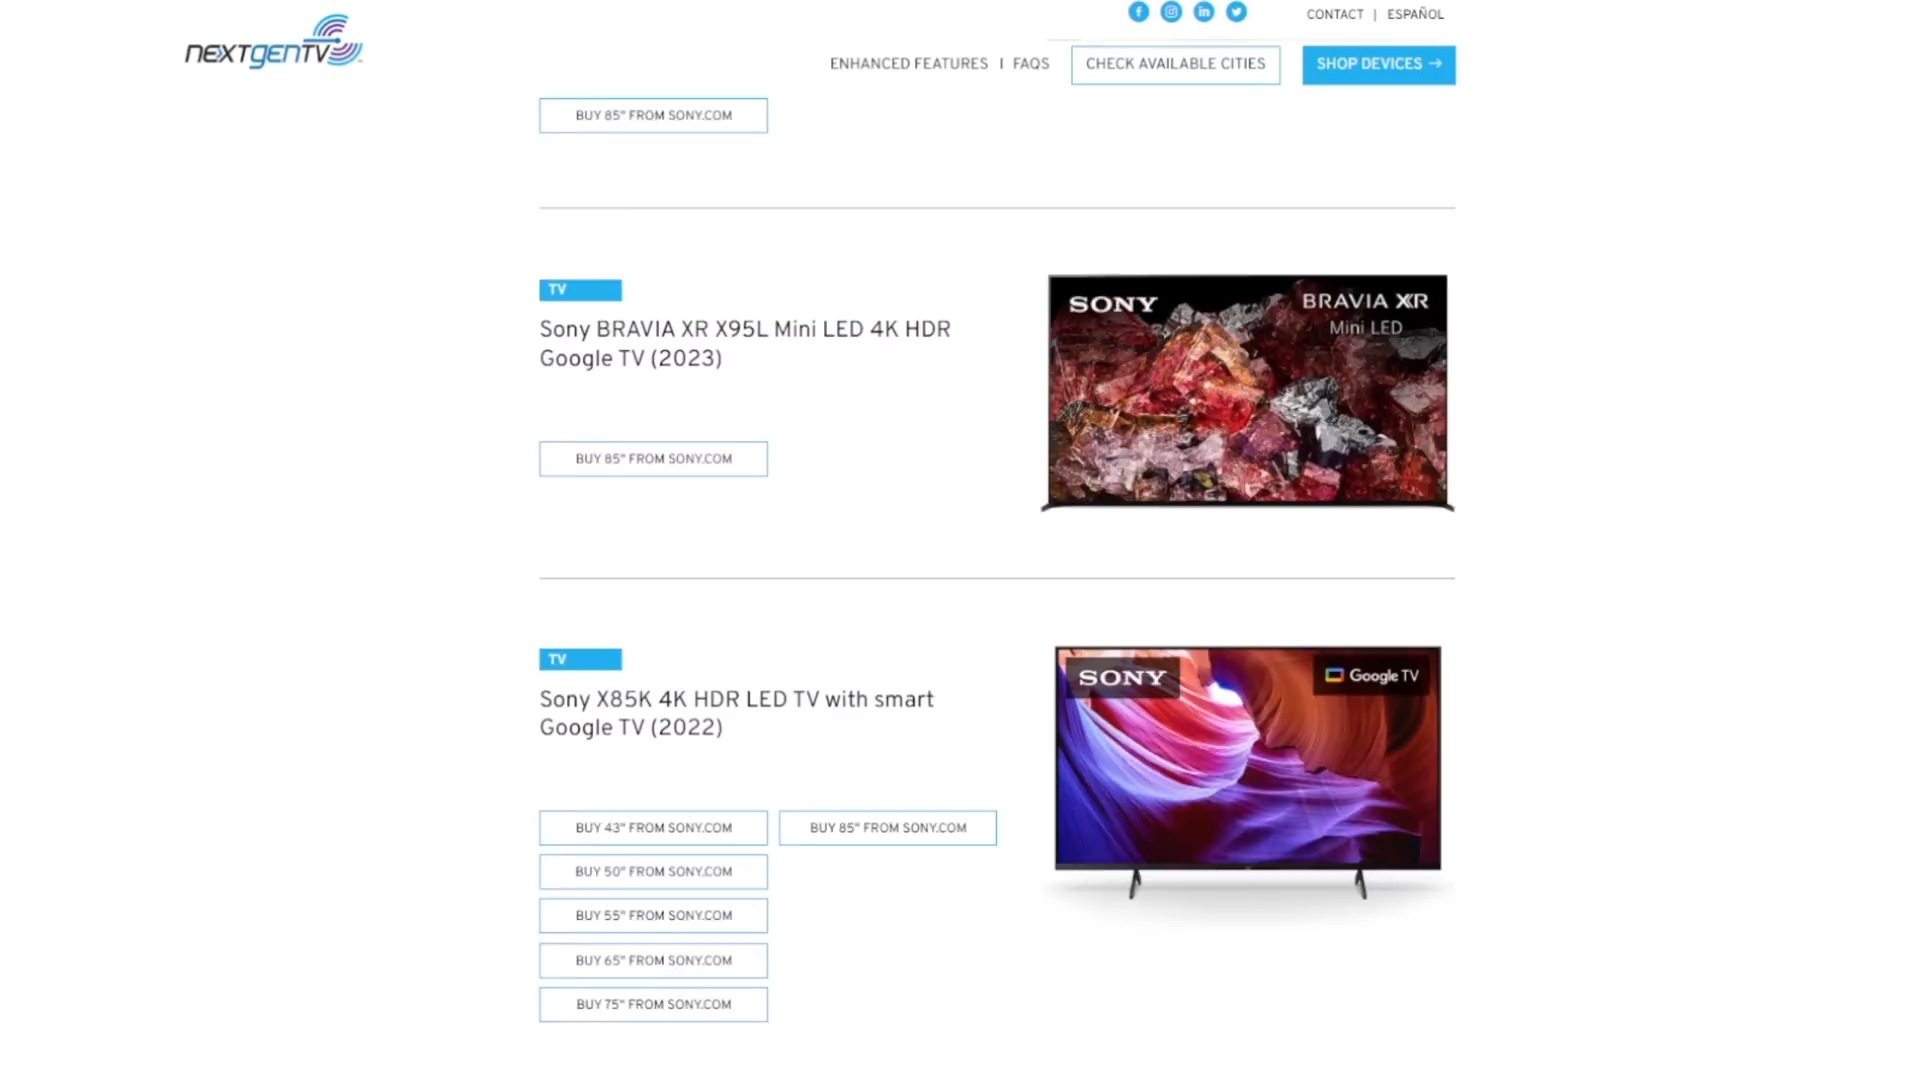 NEXTGENTV
CONTACT | ESPAÑOL
ENHANCED FEATURES | FAQS
CHECK AVAILABLE CITIES
SHOP DEVICES →
BUY 85" FROM SONY.COM
TV
Sony BRAVIA XR X95L Mini LED 4K HDR
Google TV (2023)
BUY 85" FROM SONY.COM
SONY
BRAVIA XR
Mini LED
TV
Sony X85K 4K HDR LED TV with smart
Google TV (2022)
BUY 43" FROM SONY.COM
BUY 85" FROM SONY.COM
BUY 50" FROM SONY.COM
BUY 55" FROM SONY.COM
BUY 65" FROM SONY.COM
BUY 75" FROM SONY.COM
SONY
Google TV